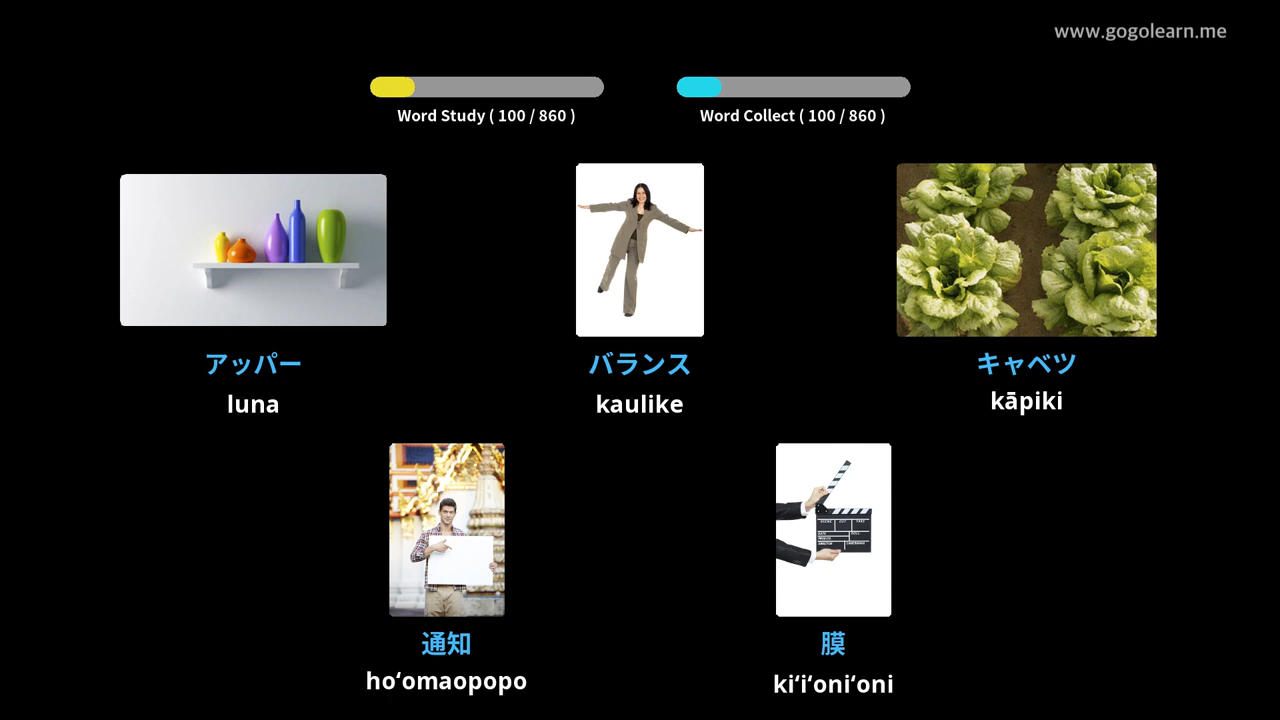 www.gogolearn.me
Word Study ( 100 / 860 )
Word Collect ( 100 / 860 )
アッパー
luna
バランス
kaulike
キャベツ
kāpiki
通知
hoʻomaopopo
膜
kiʻiʻoniʻoni